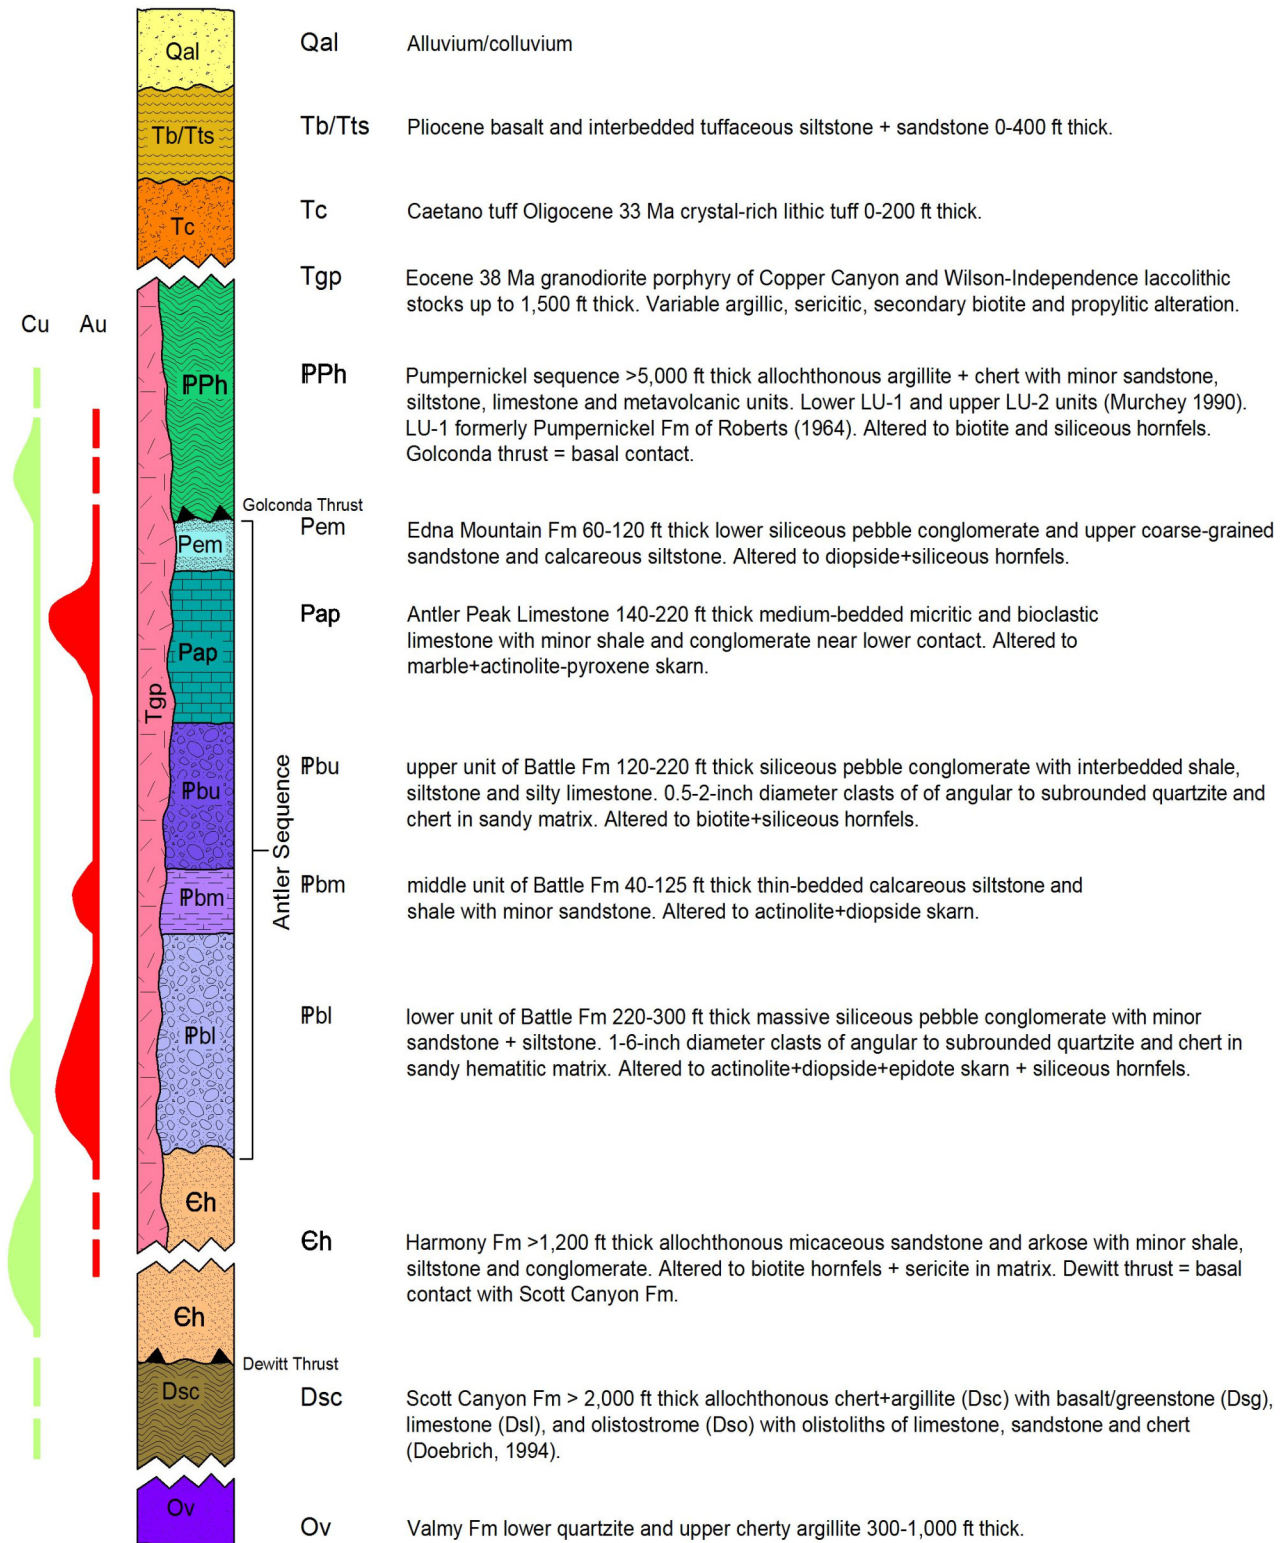 Qal
Qal
Alluvium/colluvium
Tb/Tts
Tb/Tts
Pliocene basalt and interbedded tuffaceous siltstone + sandstone 0-400 ft thick.
Tc
Tc
Caetano tuff Oligocene 33 Ma crystal-rich lithic tuff 0-200 ft thick.
Tgp
Eocene 38 Ma granodiorite porphyry of Copper Canyon and Wilson-Independence laccolithic
stocks up to 1,500 ft thick. Variable argillic, sericitic, secondary biotite and propylitic alteration.
Cu
Au
ꟼPh
ꟼPh
Pumpernickel sequence >5,000 ft thick allochthonous argillite + chert with minor sandstone,
siltstone, limestone and metavolcanic units. Lower LU-1 and upper LU-2 units (Murchey 1990).
LU-1 formerly Pumpernickel Fm of Roberts (1964). Altered to biotite and siliceous hornfels.
Golconda thrust = basal contact.
Golconda Thrust
Pem
Pem
Edna Mountain Fm 60-120 ft thick lower siliceous pebble conglomerate and upper coarse-grained
sandstone and calcareous siltstone. Altered to diopside+siliceous hornfels.
Pap
Pap
Antler Peak Limestone 140-220 ft thick medium-bedded micritic and bioclastic
limestone with minor shale and conglomerate near lower contact. Altered to
marble+actinolite-pyroxene skarn.
Tgp
Antler Sequence
ℙbu
ℙbu
upper unit of Battle Fm 120-220 ft thick siliceous pebble conglomerate with interbedded shale,
siltstone and silty limestone. 0.5-2-inch diameter clasts of of angular to subrounded quartzite and
chert in sandy matrix. Altered to biotite+siliceous hornfels.
ℙbm
ℙbm
middle unit of Battle Fm 40-125 ft thick thin-bedded calcareous siltstone and
shale with minor sandstone. Altered to actinolite+diopside skarn.
ℙbl
ℙbl
lower unit of Battle Fm 220-300 ft thick massive siliceous pebble conglomerate with minor
sandstone + siltstone. 1-6-inch diameter clasts of angular to subrounded quartzite and chert in
sandy hematitic matrix. Altered to actinolite+diopside+epidote skarn + siliceous hornfels.
Єh
Єh
Harmony Fm >1,200 ft thick allochthonous micaceous sandstone and arkose with minor shale,
siltstone and conglomerate. Altered to biotite hornfels + sericite in matrix. Dewitt thrust = basal
contact with Scott Canyon Fm.
Єh
Dewitt Thrust
Dsc
Dsc
Scott Canyon Fm > 2,000 ft thick allochthonous chert+argillite (Dsc) with basalt/greenstone (Dsg),
limestone (Dsl), and olistostrome (Dso) with olistoliths of limestone, sandstone and chert
(Doebrich, 1994).
Ov
Ov
Valmy Fm lower quartzite and upper cherty argillite 300-1,000 ft thick.